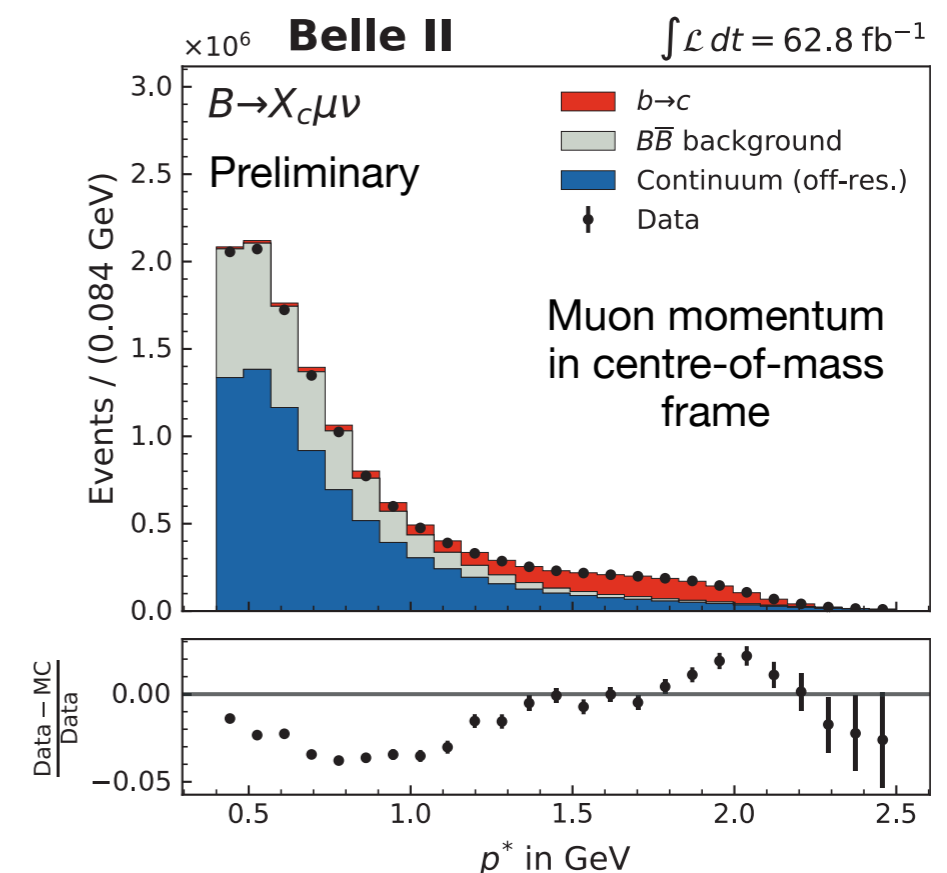 ×10⁶ Belle II ∫ℒ dt = 62.8 fb⁻¹
B→X_cμν
Preliminary
b→c
BB̅ background
Continuum (off-res.)
Data
Muon momentum
in centre-of-mass
frame
Events / (0.084 GeV)
3.0
2.5
2.0
1.5
1.0
0.5
0.0
Data − MC
Data
0.00
−0.05
0.5 1.0 1.5 2.0 2.5
p* in GeV